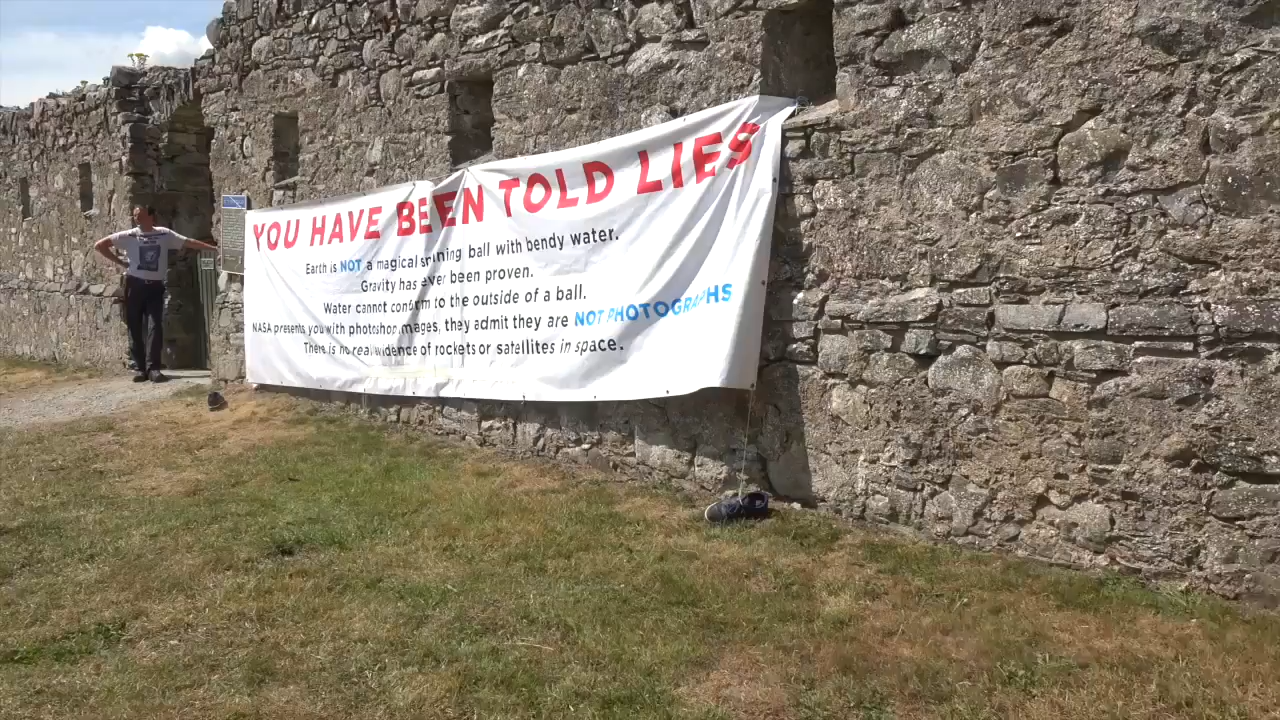 YOU HAVE BEEN TOLD LIES
Earth is NOT a magical spinning ball with bendy water.
Gravity has never been proven.
Water cannot conform to the outside of a ball.
NASA presents you with photoshop images, they admit they are NOT PHOTOGRAPHS
There is no real evidence of rockets or satellites in space.